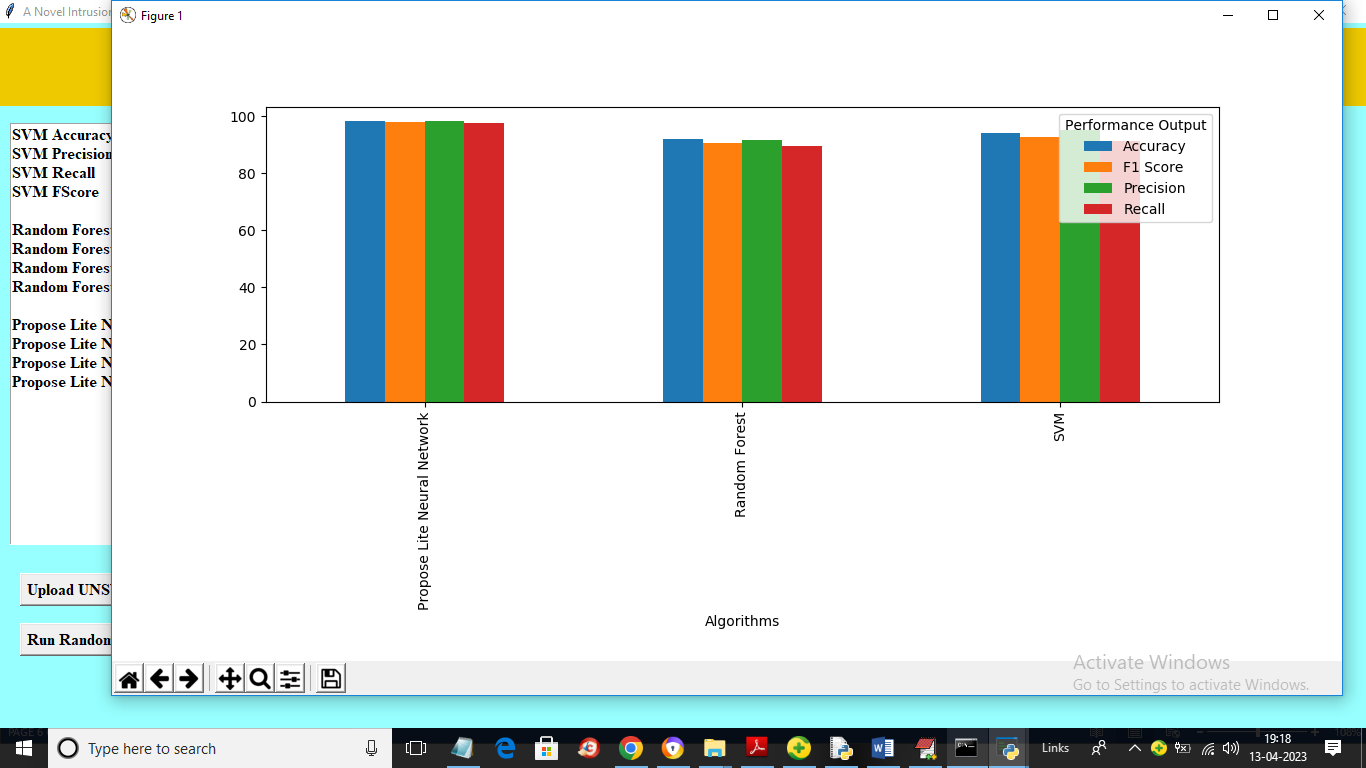 A Novel Intrusion
Figure 1
SVM Accuracy
SVM Precision
SVM Recall
SVM FScore
Random Forest
Random Forest
Random Forest
Random Forest
Propose Lite N
Propose Lite N
Propose Lite N
Propose Lite N
Upload UNS
Run Random
100
80
60
40
20
0
Performance Output
Accuracy
F1 Score
Precision
Recall
Propose Lite Neural Network
Random Forest
SVM
Algorithms
Activate Windows
Go to Settings to activate Windows.
PAGE 6
100%
Type here to search
Links
19:18
13-04-2023